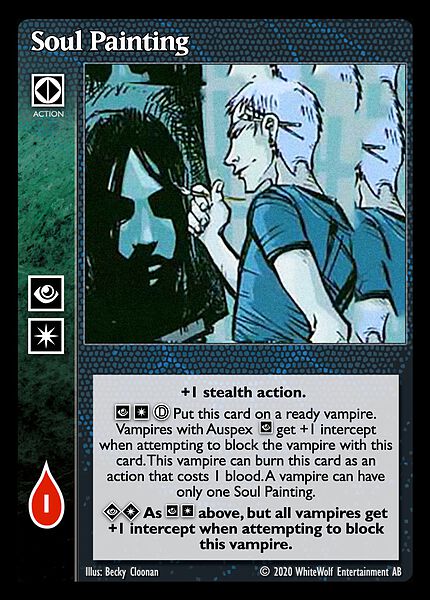 Soul Painting
ACTION
+1 stealth action.
D Put this card on a ready vampire.
Vampires with Auspex get +1 intercept
when attempting to block the vampire with this
card. This vampire can burn this card as an
action that costs 1 blood. A vampire can have
only one Soul Painting.
As above, but all vampires get
+1 intercept when attempting to block
this vampire.
1
Illus: Becky Cloonan © 2020 WhiteWolf Entertainment AB